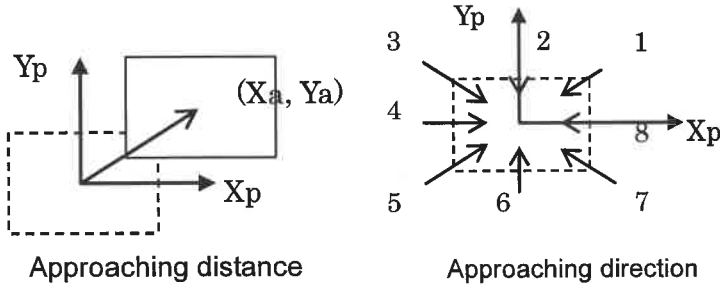 Yp
(Xa, Ya)
Xp
Approaching distance
Yp
3 2 1
4 8 Xp
5 6 7
Approaching direction